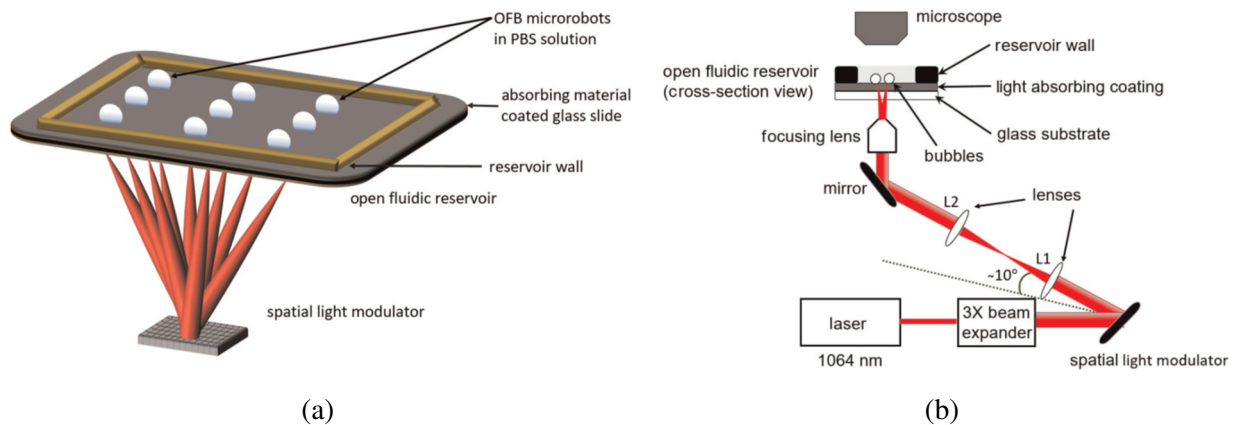 OFB microrobots
in PBS solution
absorbing material
coated glass slide
reservoir wall
open fluidic reservoir
spatial light modulator
(a)
microscope
reservoir wall
open fluidic reservoir
(cross-section view)
light absorbing coating
glass substrate
focusing lens
bubbles
mirror
L2
lenses
L1
~10°
laser
3X beam
expander
1064 nm
spatial light modulator
(b)